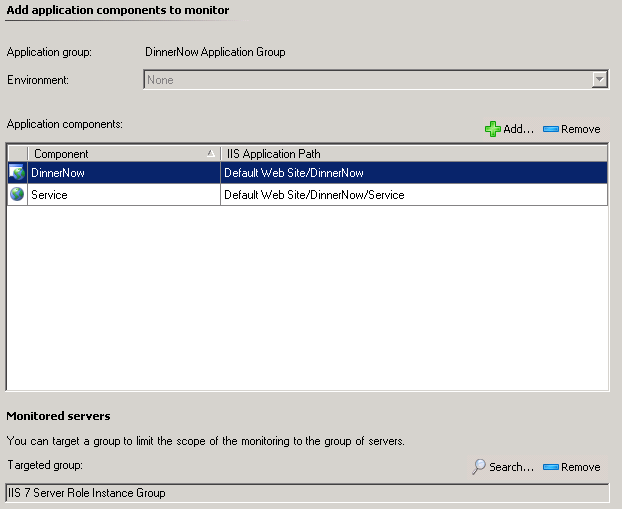 Add application components to monitor
Application group: DinnerNow Application Group
Environment: None
Application components: Add... Remove
Component IIS Application Path
DinnerNow Default Web Site/DinnerNow
Service Default Web Site/DinnerNow/Service
Monitored servers
You can target a group to limit the scope of the monitoring to the group of servers.
Targeted group: Search... Remove
IIS 7 Server Role Instance Group